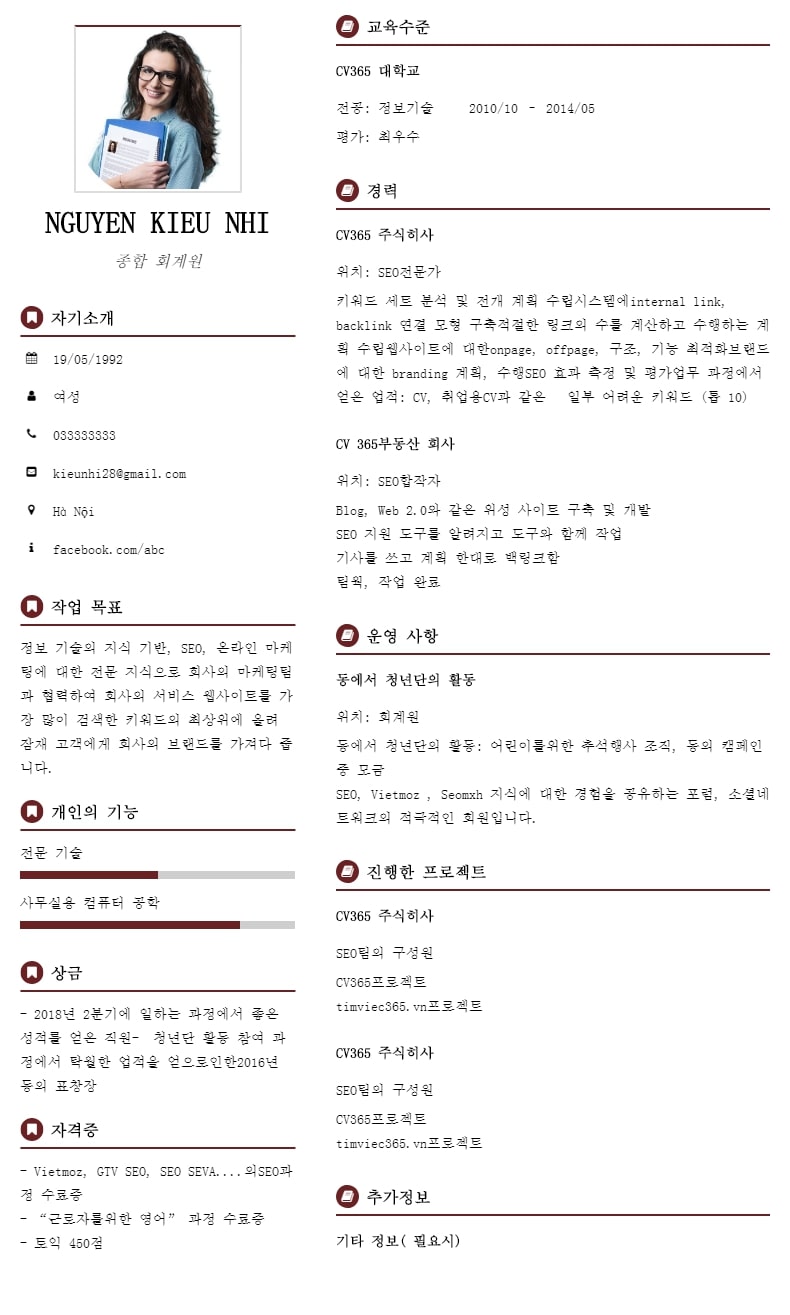 NGUYEN KIEU NHI
종합 회계원
자기소개
19/05/1992
여성
033333333
kieunhi28@gmail.com
Hà Nội
facebook.com/abc
작업 목표
정보 기술의 지식 기반, SEO, 온라인 마케
팅에 대한 전문 지식으로 회사의 마케팅팀
과 협력하여 회사의 서비스 웹사이트를 가
장 많이 검색한 키워드의 최상위에 올려
잠재 고객에게 회사의 브랜드를 가져다 줍
니다.
개인의 기능
전문 기술
사무실용 컴퓨터 공학
상금
- 2018년 2분기에 일하는 과정에서 좋은
성적를 얻은 직원- 청년단 활동 참여 과
정에서 탁월한 업적을 얻으로인한2016년
동의 표창장
자격증
- Vietmoz, GTV SEO, SEO SEVA....의SEO과
정 수료증
- “근로자를위한 영어” 과정 수료증
- 토익 450점
교육수준
CV365 대학교
전공: 정보기술 2010/10 - 2014/05
평가: 최우수
경력
CV365 주식히사
위치: SEO전문가
키워드 세트 분석 및 전개 계획 수립시스템에internal link,
backlink 연결 모형 구축적절한 링크의 수를 계산하고 수행하는 계
획 수립웹사이트에 대한onpage, offpage, 구조, 기능 최적화브랜드
에 대한 branding 계획, 수행SEO 효과 측정 및 평가업무 과정에서
얻은 업적: CV, 취업용CV과 같은 일부 어려운 키워드 (톱 10)
CV 365부동산 회사
위치: SEO합작자
Blog, Web 2.0와 같은 위성 사이트 구축 및 개발
SEO 지원 도구를 알려지고 도구와 함께 작업
기사를 쓰고 계획 한대로 백링크함
팀웍, 작업 완료
운영 사항
동에서 청년단의 활동
위치: 회계원
동에서 청년단의 활동: 어린이를위한 추석행사 조직, 동의 캠페인
중 모금
SEO, Vietmoz , Seomxh 지식에 대한 경험을 공유하는 포럼, 소셜네
트워크의 적극적인 회원입니다.
진행한 프로젝트
CV365 주식히사
SEO팀의 구성원
CV365프로젝트
timviec365.vn프로젝트
CV365 주식히사
SEO팀의 구성원
CV365프로젝트
timviec365.vn프로젝트
추가정보
기타 정보( 필요시)